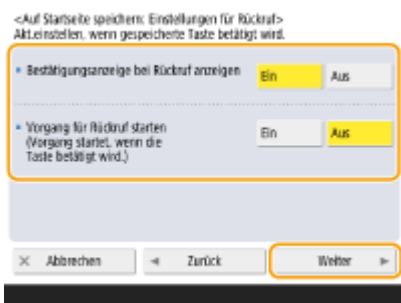 <Auf Startseite speichern: Einstellungen für Rückruf>
Akt.einstellen, wenn gespeicherte Taste betätigt wird.
Bestätigungsanzeige bei Rückruf anzeigen
Ein Aus
Vorgang für Rückruf starten
(Vorgang startet, wenn die
Taste betätigt wird.)
Ein Aus
Abbrechen Zurück Weiter